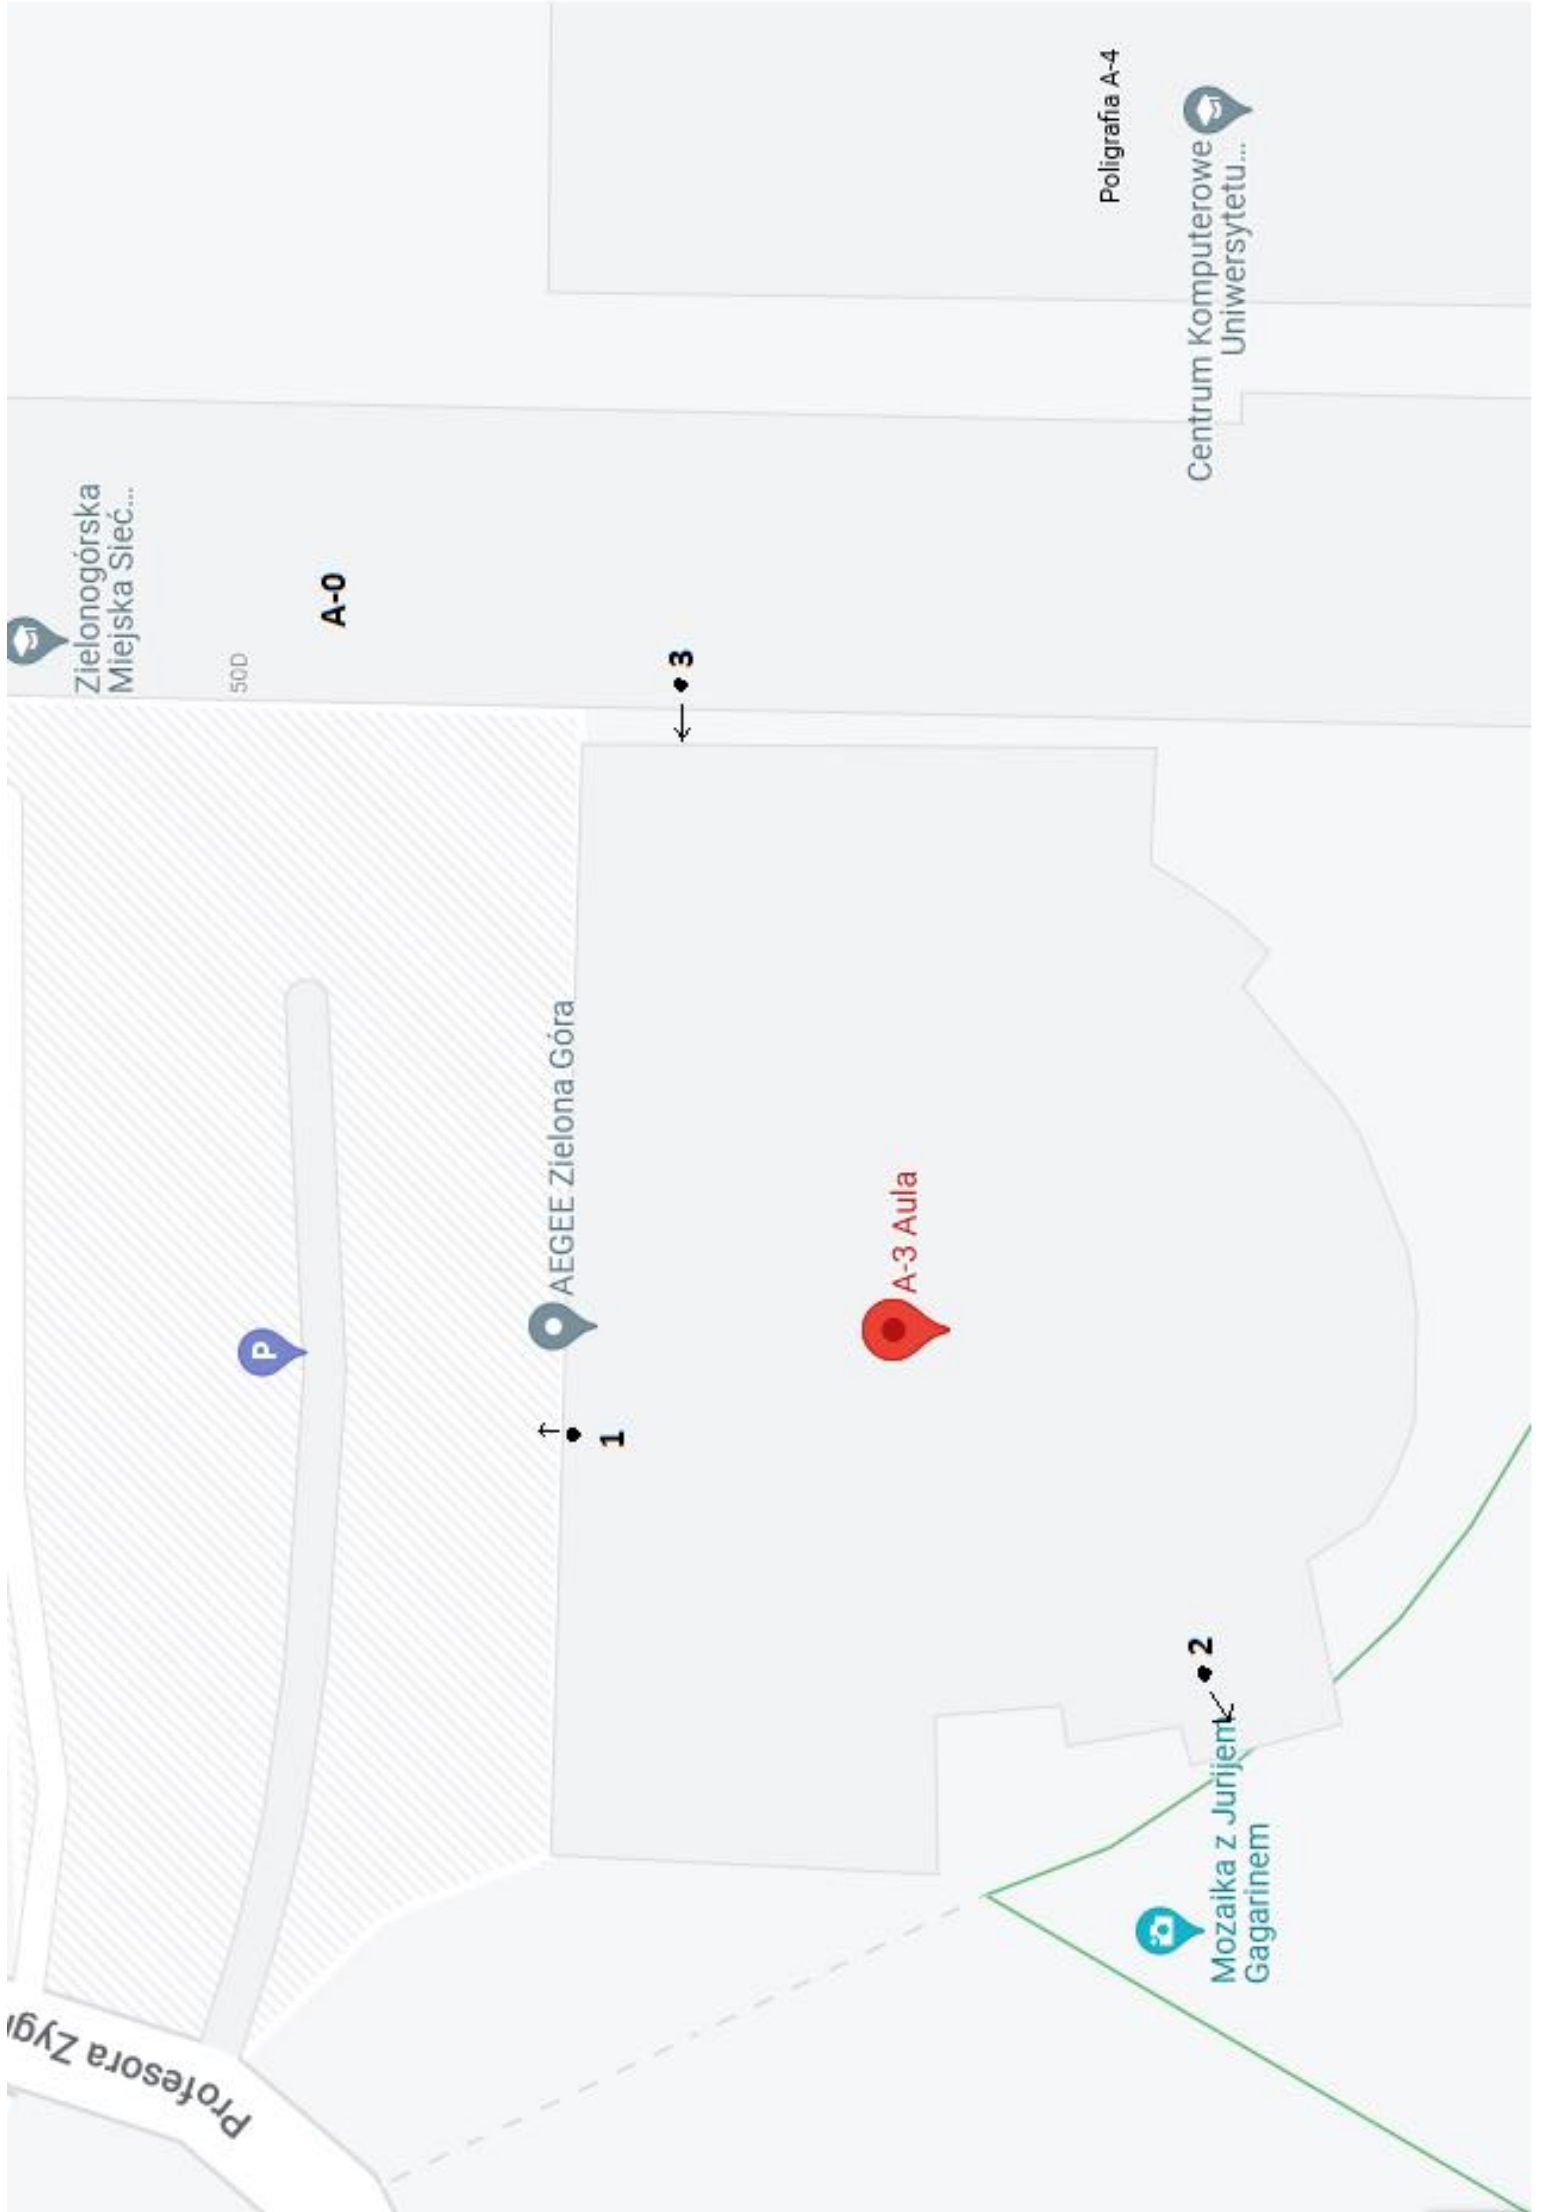 Profesora Zyg
P
Zielonogórska
Miejska Sieć...
50D
A-0
AEGEE Zielona Góra
1
3
A-3 Aula
Poligrafia A-4
Centrum Komputerowe
Uniwersytetu...
2
Mozaika z Jurijem
Gagarinem